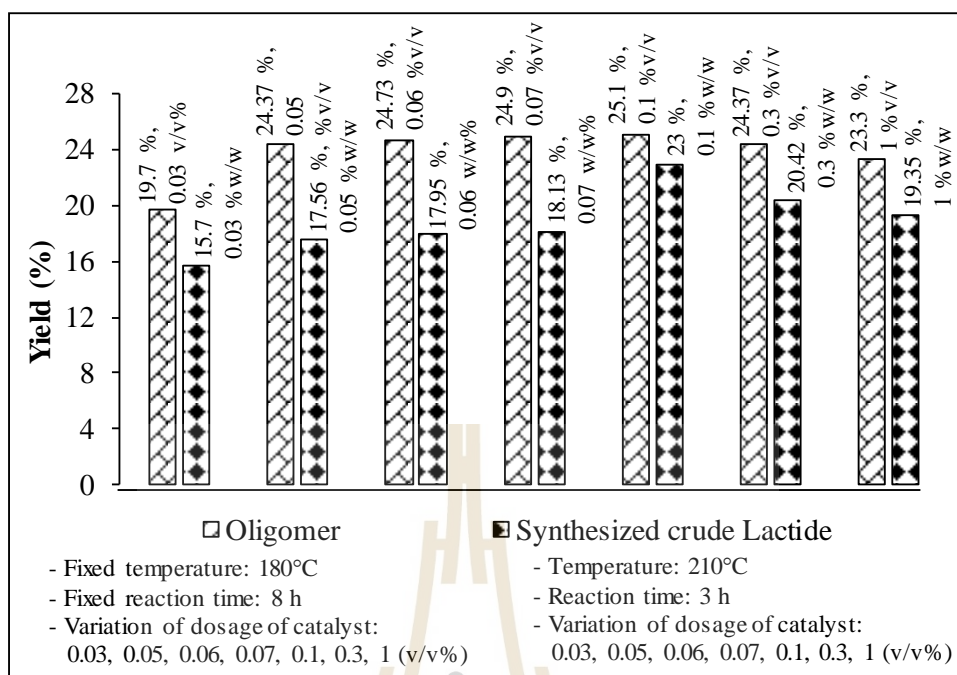 Yield (%)
28
24
20
16
12
8
4
0
19.7 %,
0.03 v/v%
15.7 %,
0.03 %w/w
24.37 %,
0.05 %v/v
17.56 %,
0.05 %w/w
24.73 %,
0.06 %v/v
17.95 %,
0.06 w/w%
24.9 %,
0.07 %v/v
18.13 %,
0.07 w/w%
25.1 %,
0.1 %v/v
23 %,
0.1 %w/w
24.37 %,
0.3 %v/v
20.42 %,
0.3 %w/w
23.3 %,
1 %v/v
19.35 %,
1 %w/w
Oligomer
- Fixed temperature: 180°C
- Fixed reaction time: 8 h
- Variation of dosage of catalyst:
0.03, 0.05, 0.06, 0.07, 0.1, 0.3, 1 (v/v%)
Synthesized crude Lactide
- Temperature: 210°C
- Reaction time: 3 h
- Variation of dosage of catalyst:
0.03, 0.05, 0.06, 0.07, 0.1, 0.3, 1 (v/v%)